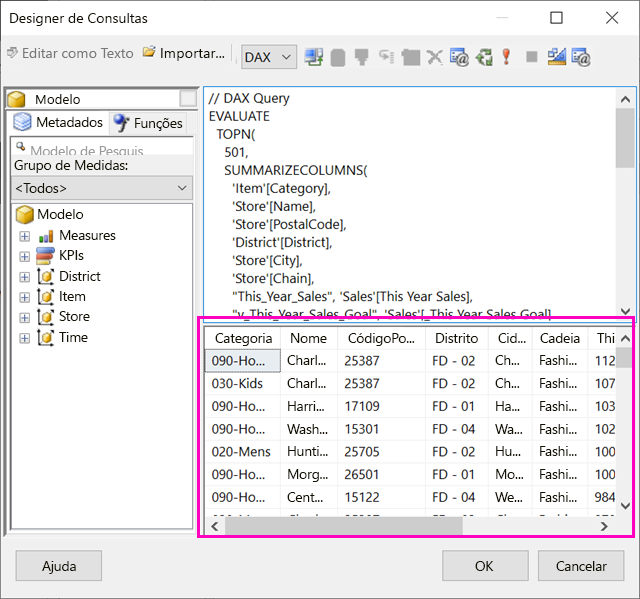 Designer de Consultas
Editar como Texto Importar... DAX
Modelo
Metadados Funções
Modelo de Pesquis
Grupo de Medidas:
<Todos>
Modelo
Measures
KPIs
District
Item
Store
Time
// DAX Query
EVALUATE
TOPN(
501,
SUMMARIZECOLUMNS(
'Item'[Category],
'Store'[Name],
'Store'[PostalCode],
'District'[District],
'Store'[City],
'Store'[Chain],
"This_Year_Sales", 'Sales'[This Year Sales],
"v_This_Year_Sales_Goal", 'Sales'[_This Year Sales Goal]
Categoria Nome CódigoPo... Distrito Cid... Cadeia Thi
090-Ho... Charl... 25387 FD - 02 Ch... Fashi... 112
030-Kids Charl... 25387 FD - 02 Ch... Fashi... 107
090-Ho... Harri... 17109 FD - 01 Ha... Fashi... 103
090-Ho... Wash... 15301 FD - 04 Wa... Fashi... 102
020-Mens Hunti... 25705 FD - 02 Hu... Fashi... 100
090-Ho... Morg... 26501 FD - 01 Mo... Fashi... 100
090-Ho... Cent... 15122 FD - 04 We... Fashi... 984
Ajuda OK Cancelar